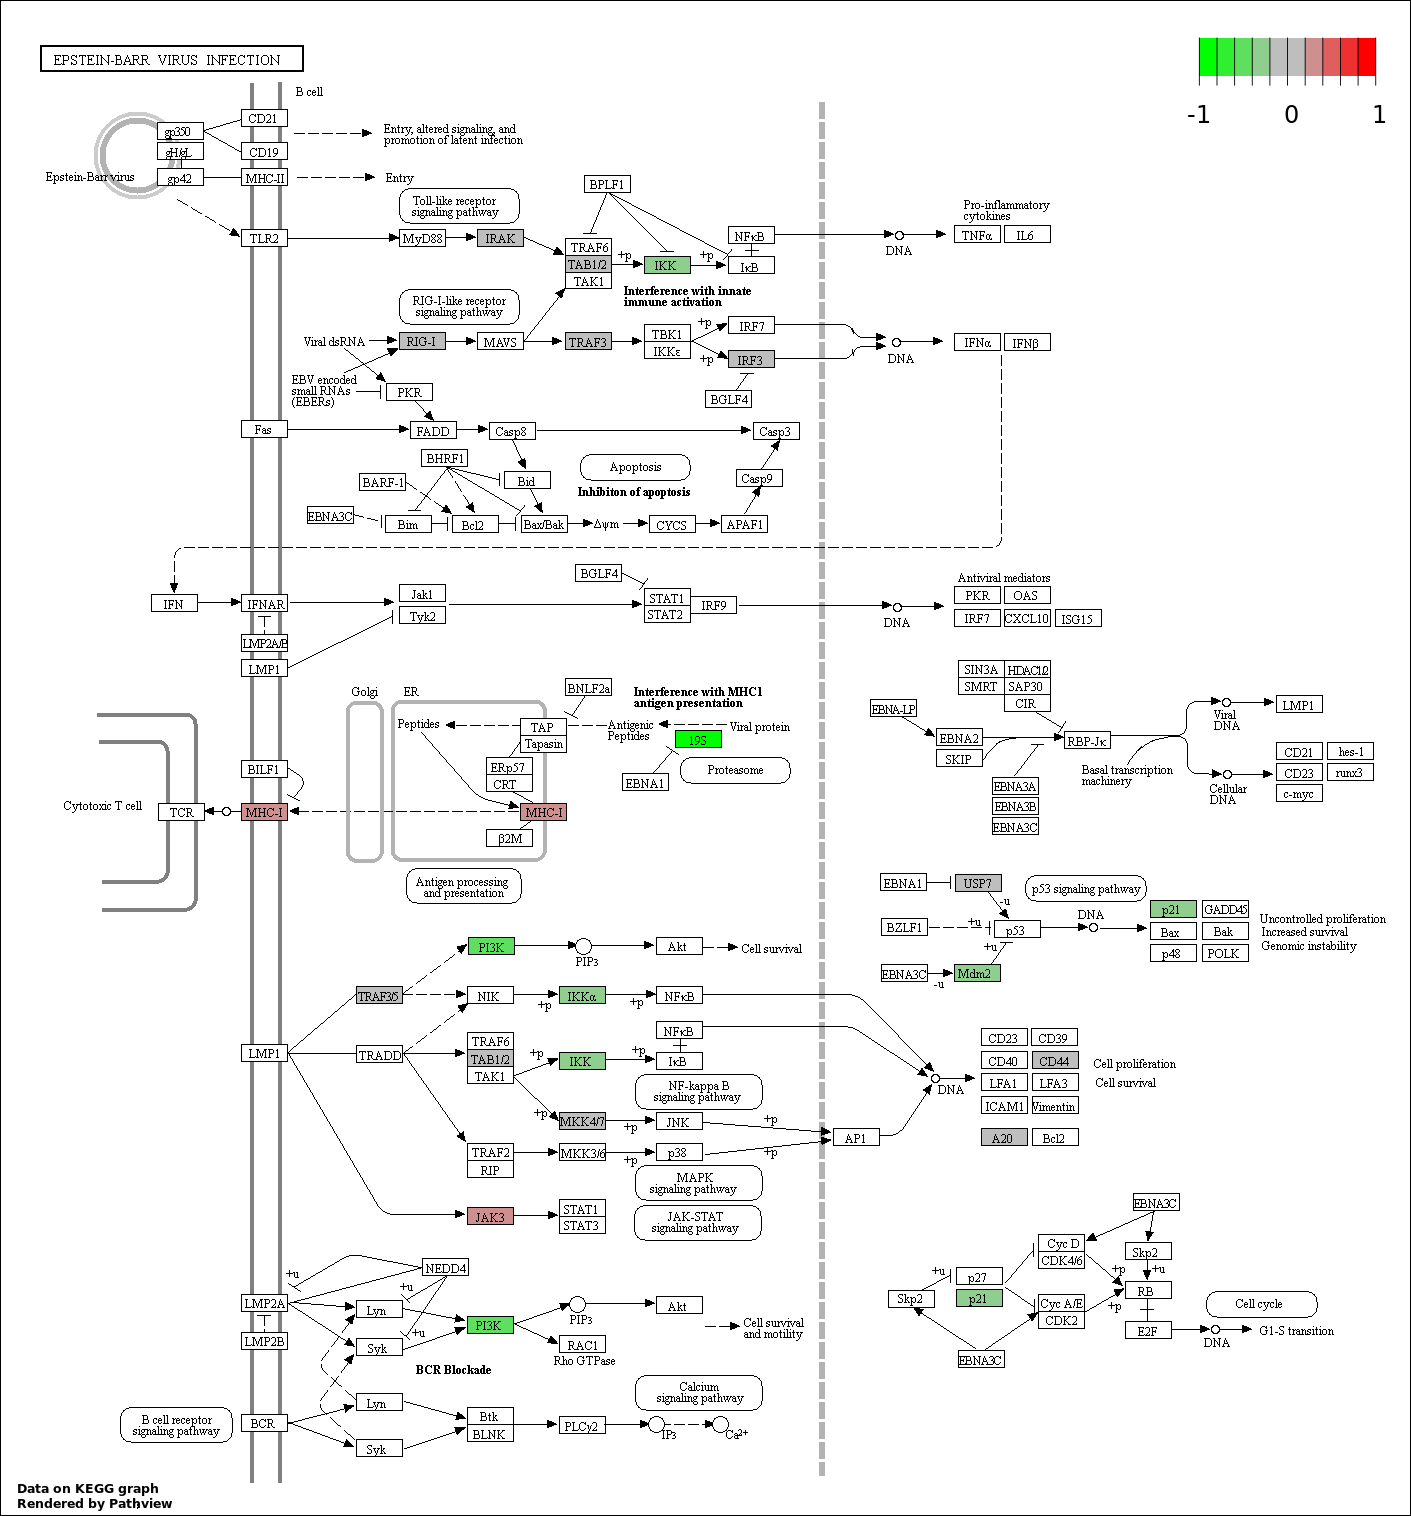 EPSTEIN-BARR VIRUS INFECTION
-1
0
1
B cell
gp350
gH/gL
gp42
Epstein-Barr virus
CD21
CD19
MHC-II
Entry, altered signaling, and
promotion of latent infection
Entry
Toll-like receptor
signaling pathway
BPLF1
TLR2
MyD88
IRAK
TRAF6
TAB1/2
TAK1
+p
IKK
+p
NFκB
IκB
DNA
Pro-inflammatory
cytokines
TNFα
IL6
Interference with innate
immune activation
RIG-I-like receptor
signaling pathway
Viral dsRNA
RIG-I
MAVS
TRAF3
TBK1
IKKε
+p
+p
IRF7
IRF3
BGLF4
DNA
IFNα
IFNβ
EBV encoded
small RNAs
(EBERs)
PKR
Fas
FADD
Casp8
Casp3
BHRF1
BARF-1
Bid
Apoptosis
Casp9
Inhibiton of apoptosis
EBNA3C
Bim
Bcl2
Bax/Bak
Δψm
CYCS
APAF1
IFN
IFNAR
LMP2A/B
LMP1
Jak1
Tyk2
BGLF4
STAT1
STAT2
IRF9
DNA
Antiviral mediators
PKR
OAS
IRF7
CXCL10
ISG15
Golgi
ER
BNLF2a
Interference with MHC1
antigen presentation
Peptides
TAP
Tapasin
Antigenic
Peptides
Viral protein
19S
ERp57
CRT
EBNA1
Proteasome
BILF1
Cytotoxic T cell
TCR
MHC-I
MHC-I
β2M
Antigen processing
and presentation
SIN3A
HDAC1/2
SMRT
SAP30
CIR
EBNA-LP
EBNA2
SKIP
RBP-Jκ
EBNA3A
EBNA3B
EBNA3C
Basal transcription
machinery
Viral
DNA
LMP1
Cellular
DNA
CD21
hes-1
CD23
runx3
c-myc
EBNA1
USP7
p53 signaling pathway
-u
BZLF1
+u
p53
+u
EBNA3C
-u
Mdm2
DNA
p21
GADD45
Bax
Bak
p48
POLK
Uncontrolled proliferation
Increased survival
Genomic instability
PI3K
PIP3
Akt
Cell survival
TRAF3/5
NIK
+p
IKKα
+p
NFκB
LMP1
TRADD
TRAF6
TAB1/2
TAK1
+p
IKK
+p
NFκB
IκB
NF-kappa B
signaling pathway
+p
MKK4/7
+p
JNK
+p
TRAF2
RIP
MKK3/6
+p
p38
+p
AP1
MAPK
signaling pathway
JAK3
STAT1
STAT3
JAK-STAT
signaling pathway
DNA
CD23
CD39
CD40
CD44
LFA1
LFA3
ICAM1
Vimentin
A20
Bcl2
Cell proliferation
Cell survival
NEDD4
+u
+u
+u
LMP2A
LMP2B
Lyn
Syk
PI3K
PIP3
Akt
RAC1
Rho GTPase
Cell survival
and motility
BCR Blockade
B cell receptor
signaling pathway
BCR
Lyn
Syk
Btk
BLNK
PLCγ2
IP3
Ca2+
Calcium
signaling pathway
EBNA3C
Cyc D
CDK4/6
Skp2
+p
+u
+u
p27
p21
Skp2
Cyc A/E
CDK2
+p
RB
E2F
EBNA3C
DNA
Cell cycle
G1-S transition
Data on KEGG graph
Rendered by Pathview